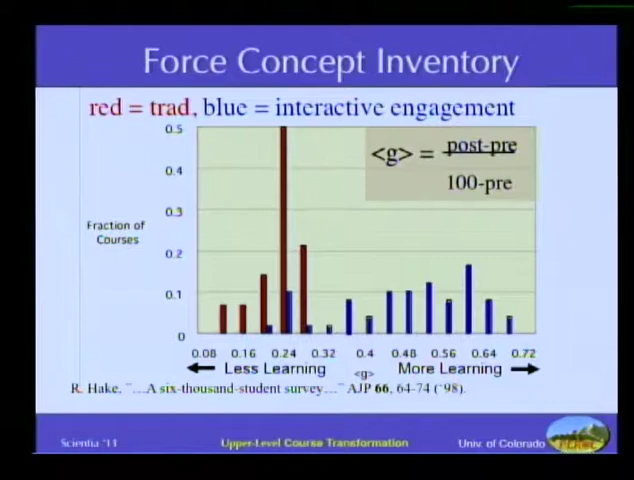 Force Concept Inventory
red = trad, blue = interactive engagement
0.5
0.4
0.3
0.2
0.1
0
<g> = post-pre
100-pre
Fraction of
Courses
0.08 0.16 0.24 0.32 0.4 0.48 0.56 0.64 0.72
Less Learning <g> More Learning
R. Hake, "…A six-thousand-student survey…" AJP 66, 64-74 ('98).
Scientia '11 Upper-Level Course Transformation Univ. of Colorado